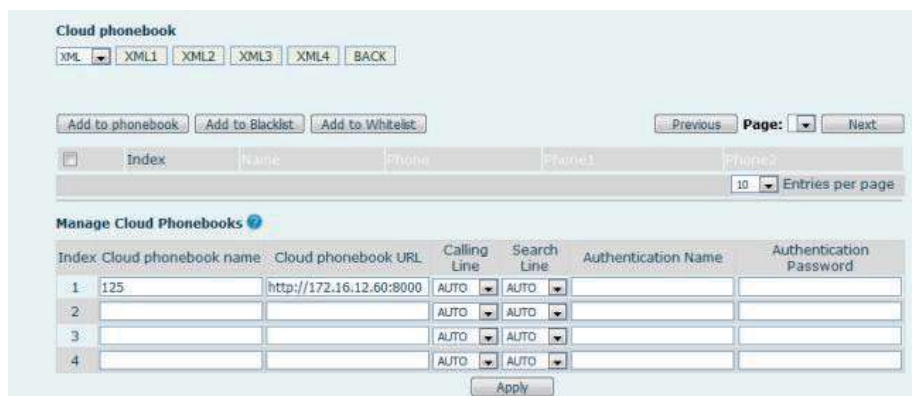 Cloud phonebook
XML XML1 XML2 XML3 XML4 BACK
Add to phonebook Add to Blacklist Add to Whitelist Previous Page: Next
Index Name Phone Phone1 Phone2
10 Entries per page
Manage Cloud Phonebooks
Index Cloud phonebook name Cloud phonebook URL Calling Line Search Line Authentication Name Authentication Password
1 125 http://172.16.12.60:8000 AUTO AUTO
2 AUTO AUTO
3 AUTO AUTO
4 AUTO AUTO
Apply